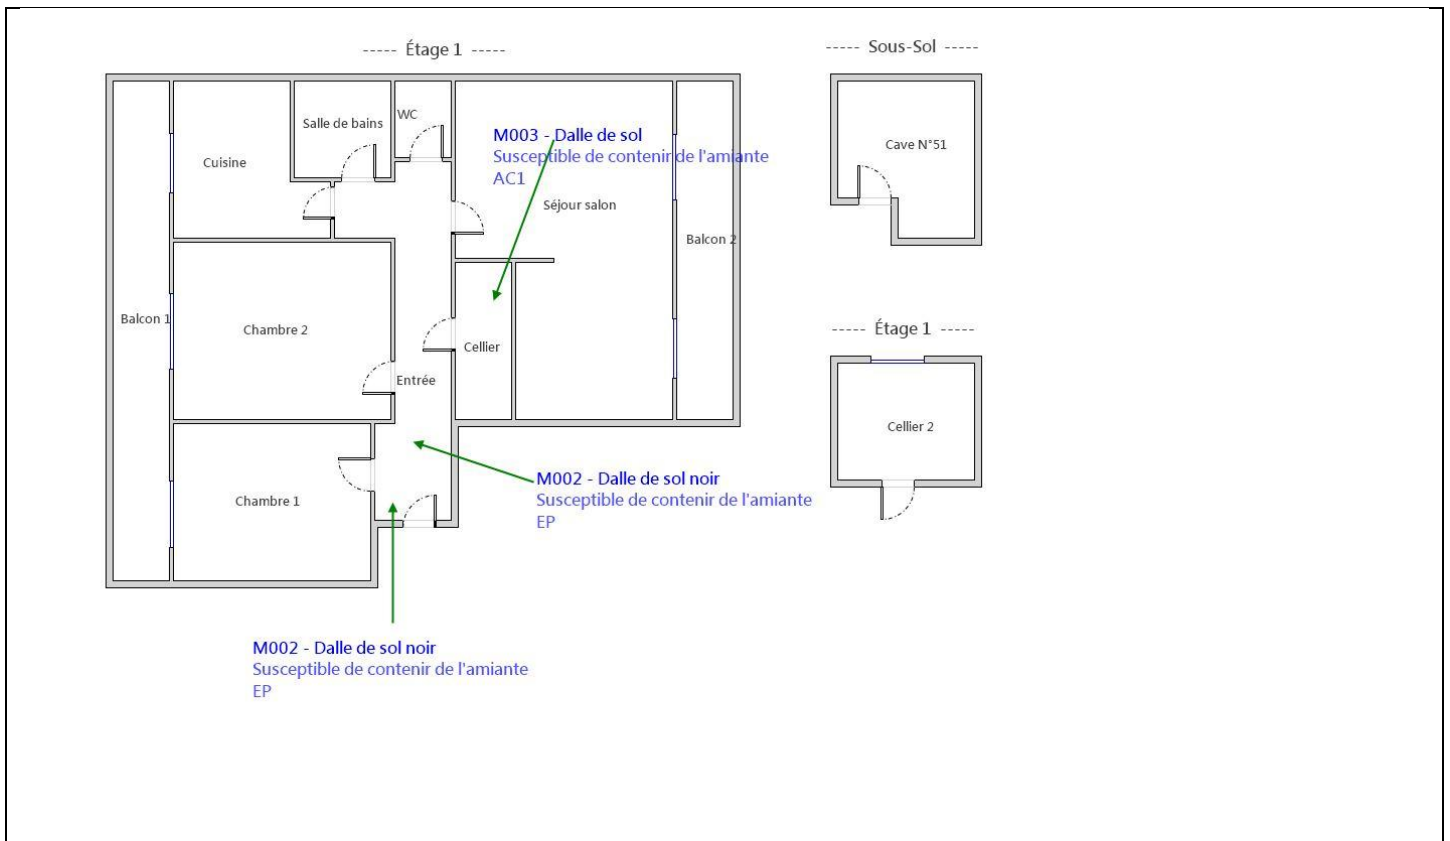 ----- Étage 1 -----
----- Sous-Sol -----
Salle de bains
WC
Cuisine
M003 - Dalle de sol
Susceptible de contenir de l'amiante
AC1
Séjour salon
Cave N°51
Balcon 2
Balcon 1
Chambre 2
Cellier
Entrée
----- Étage 1 -----
Cellier 2
Chambre 1
M002 - Dalle de sol noir
Susceptible de contenir de l'amiante
EP
M002 - Dalle de sol noir
Susceptible de contenir de l'amiante
EP